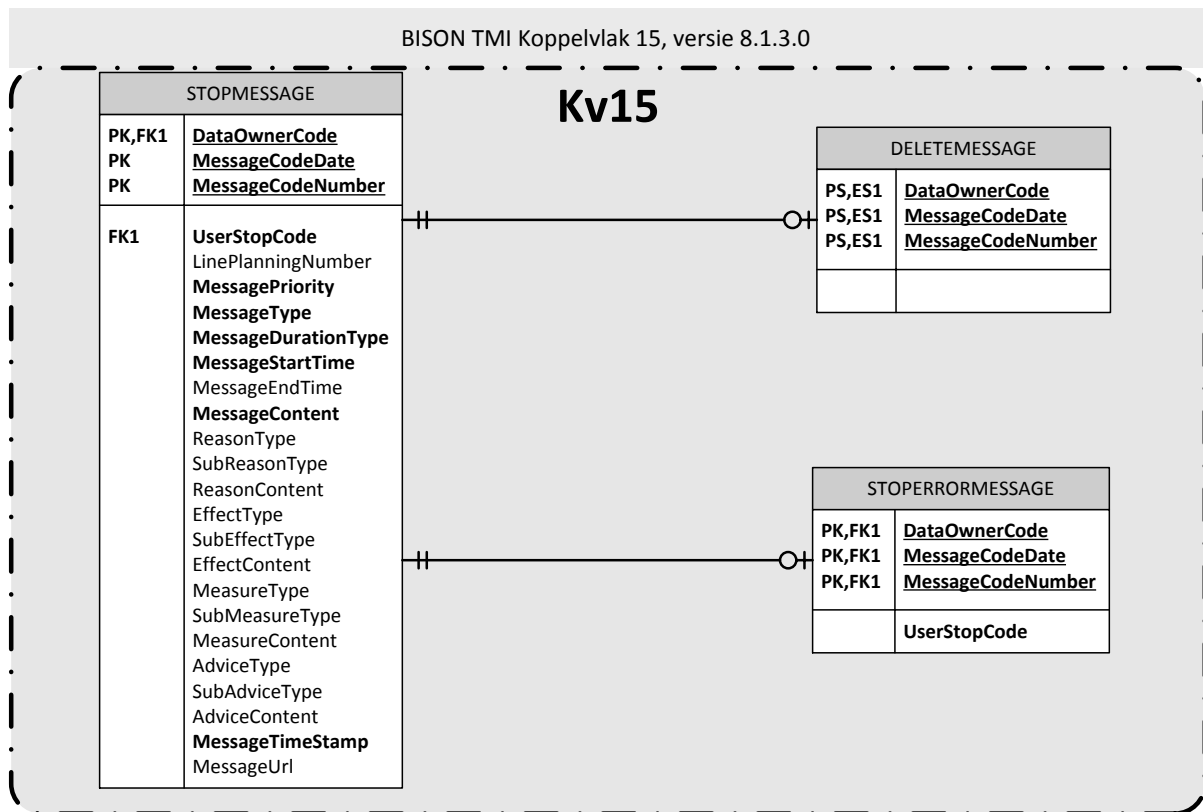 BISON TMI Koppelvlak 15, versie 8.1.3.0
Kv15
STOPMESSAGE
PK,FK1 DataOwnerCode
PK MessageCodeDate
PK MessageCodeNumber
FK1 UserStopCode
LinePlanningNumber
MessagePriority
MessageType
MessageDurationType
MessageStartTime
MessageEndTime
MessageContent
ReasonType
SubReasonType
ReasonContent
EffectType
SubEffectType
EffectContent
MeasureType
SubMeasureType
MeasureContent
AdviceType
SubAdviceType
AdviceContent
MessageTimeStamp
MessageUrl
DELETEMESSAGE
PS,ES1 DataOwnerCode
PS,ES1 MessageCodeDate
PS,ES1 MessageCodeNumber
STOPERRORMESSAGE
PK,FK1 DataOwnerCode
PK,FK1 MessageCodeDate
PK,FK1 MessageCodeNumber
UserStopCode